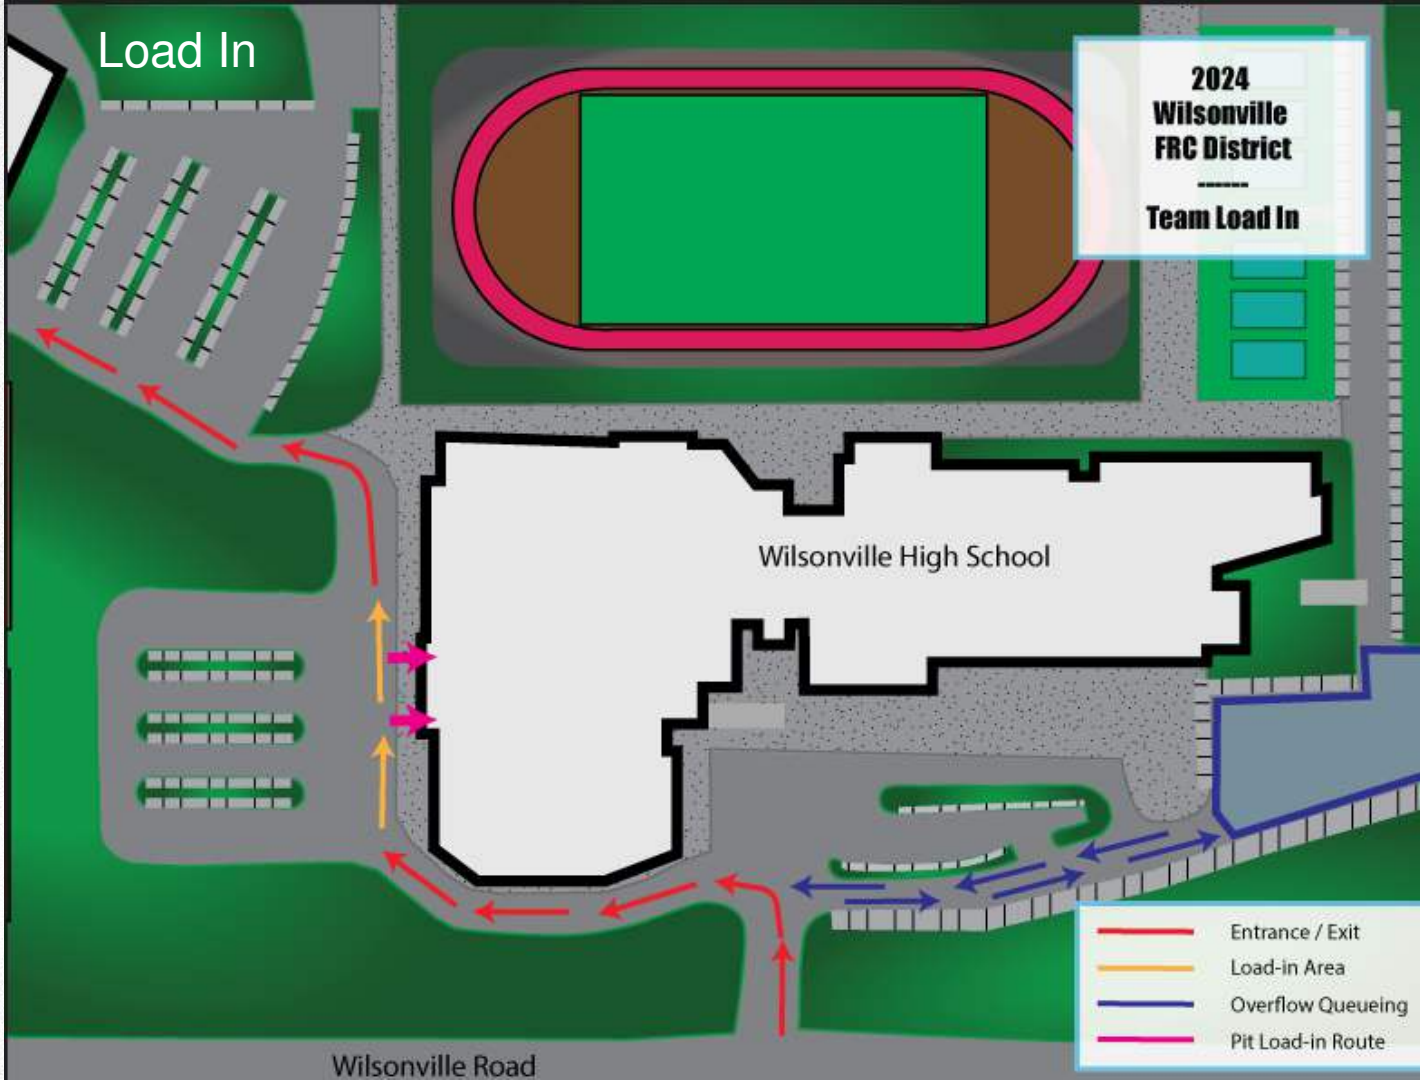 Load In
2024
Wilsonville
FRC District
------
Team Load In
Wilsonville High School
Entrance / Exit
Load-in Area
Overflow Queueing
Pit Load-in Route
Wilsonville Road